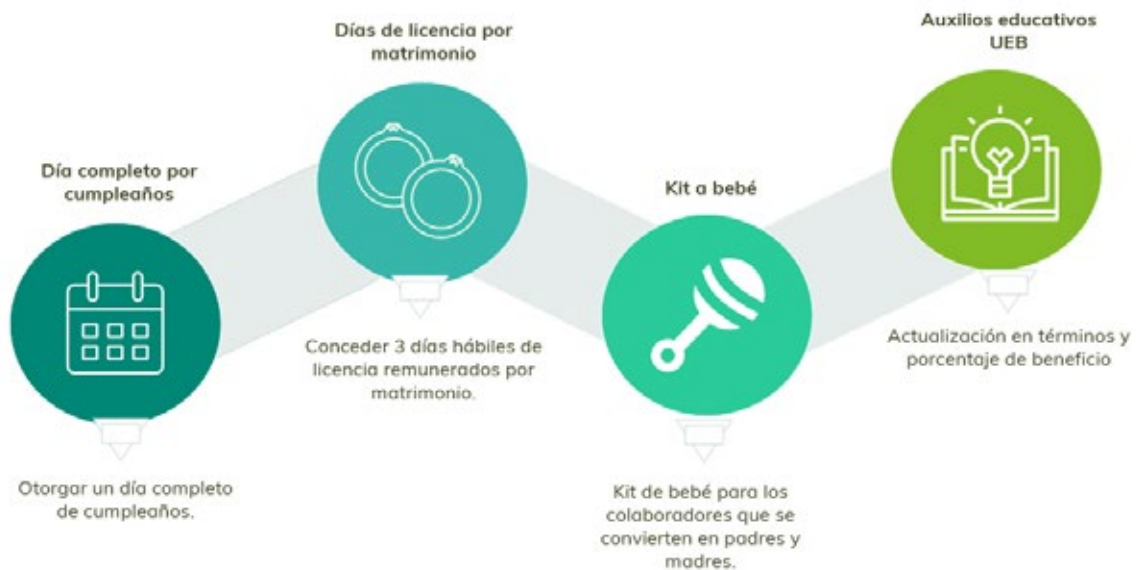 Día completo por
cumpleaños
Otorgar un día completo
de cumpleaños.
Días de licencia por
matrimonio
Conceder 3 días hábiles de
licencia remunerados por
matrimonio.
Kit a bebé
Kit de bebé para los
colaboradores que se
convierten en padres y
madres.
Auxilios educativos
UEB
Actualización en términos y
porcentaje de beneficio